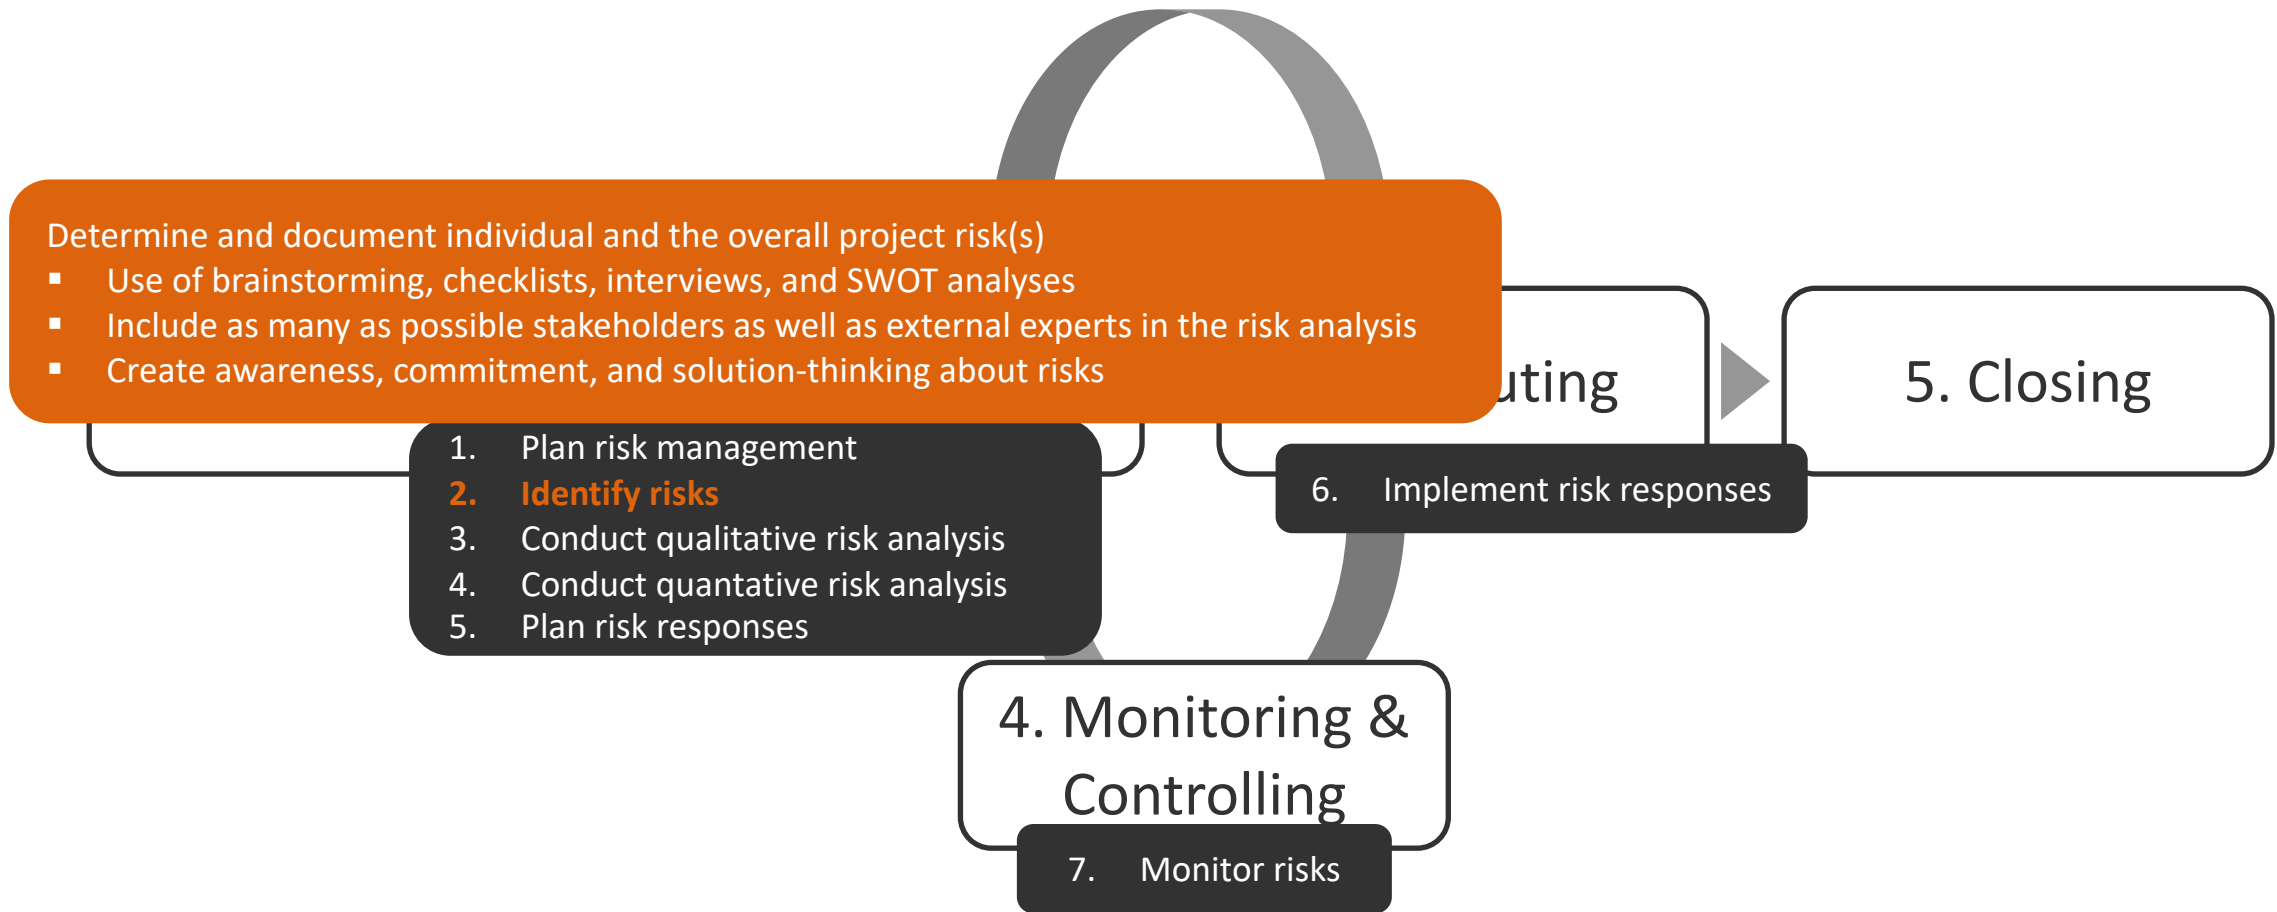 Determine and document individual and the overall project risk(s)
▪ Use of brainstorming, checklists, interviews, and SWOT analyses
▪ Include as many as possible stakeholders as well as external experts in the risk analysis
▪ Create awareness, commitment, and solution-thinking about risks
uting
5. Closing
1. Plan risk management
2. Identify risks
3. Conduct qualitative risk analysis
4. Conduct quantative risk analysis
5. Plan risk responses
6. Implement risk responses
4. Monitoring &
Controlling
7. Monitor risks